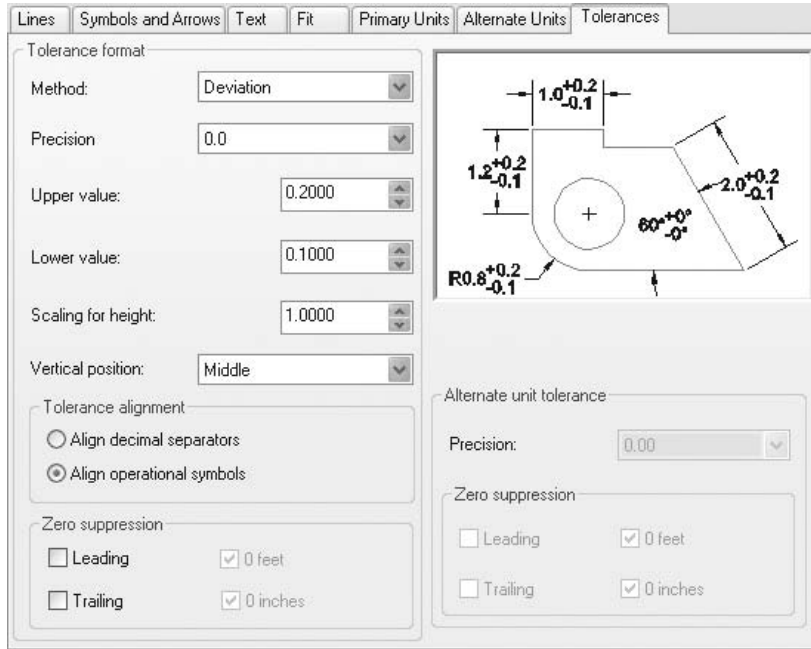 Lines Symbols and Arrows Text Fit Primary Units Alternate Units Tolerances
Tolerance format
Method: Deviation
Precision 0.0
Upper value: 0.2000
Lower value: 0.1000
Scaling for height: 1.0000
Vertical position: Middle
Tolerance alignment
Align decimal separators
Align operational symbols
Zero suppression
Leading 0 feet
Trailing 0 inches
1.0+0.2
-0.1
1.2+0.2
-0.1
2.0+0.2
-0.1
60°+0°
-0°
R0.8+0.2
-0.1
Alternate unit tolerance
Precision: 0.00
Zero suppression
Leading 0 feet
Trailing 0 inches